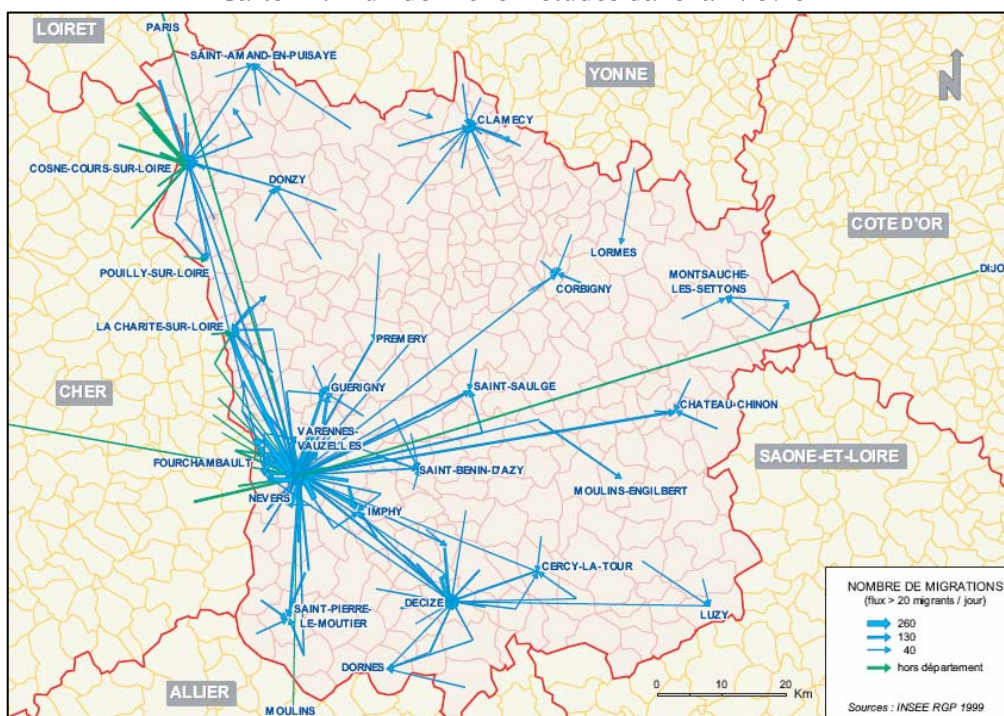 LOIRET
PARIS
SAINT-AMAND-EN-PUISAYE
YONNE
N
CLAMECY
COSNE-COURS-SUR-LOIRE
DONZY
COTE D'OR
LORMES
POUILLY-SUR-LOIRE
CORBIGNY
MONTSAUCHE-
LES-SETTONS
DIJO
LA CHARITE-SUR-LOIRE
PREMERY
CHER
GUERIGNY
SAINT-SAULGE
CHATEAU-CHINON
VARENNES-
VAUZELLES
FOURCHAMBAULT
SAINT-BENIN-D'AZY
SAONE-ET-LOIRE
NEVERS
IMPHY
MOULINS-ENGILBERT
CERCY-LA-TOUR
DECIZE
LUZY
SAINT-PIERRE-
LE-MOUTIER
DORNES
ALLIER
MOULINS
0 10 20
Km
NOMBRE DE MIGRATIONS
(flux > 20 migrants / jour)
260
130
40
hors département
Sources : INSEE RGP 1999